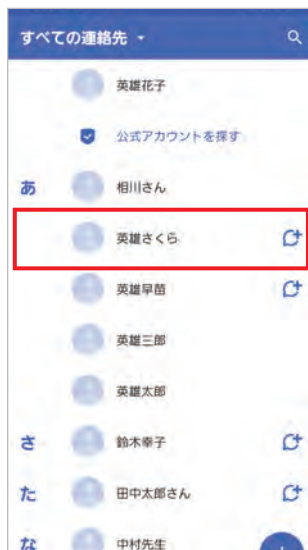 すべての連絡先
英雄花子
公式アカウントを探す
あ
相川さん
英雄さくら
英雄早苗
英雄三郎
英雄太郎
さ
鈴木幸子
た
田中太郎さん
な
中村先生